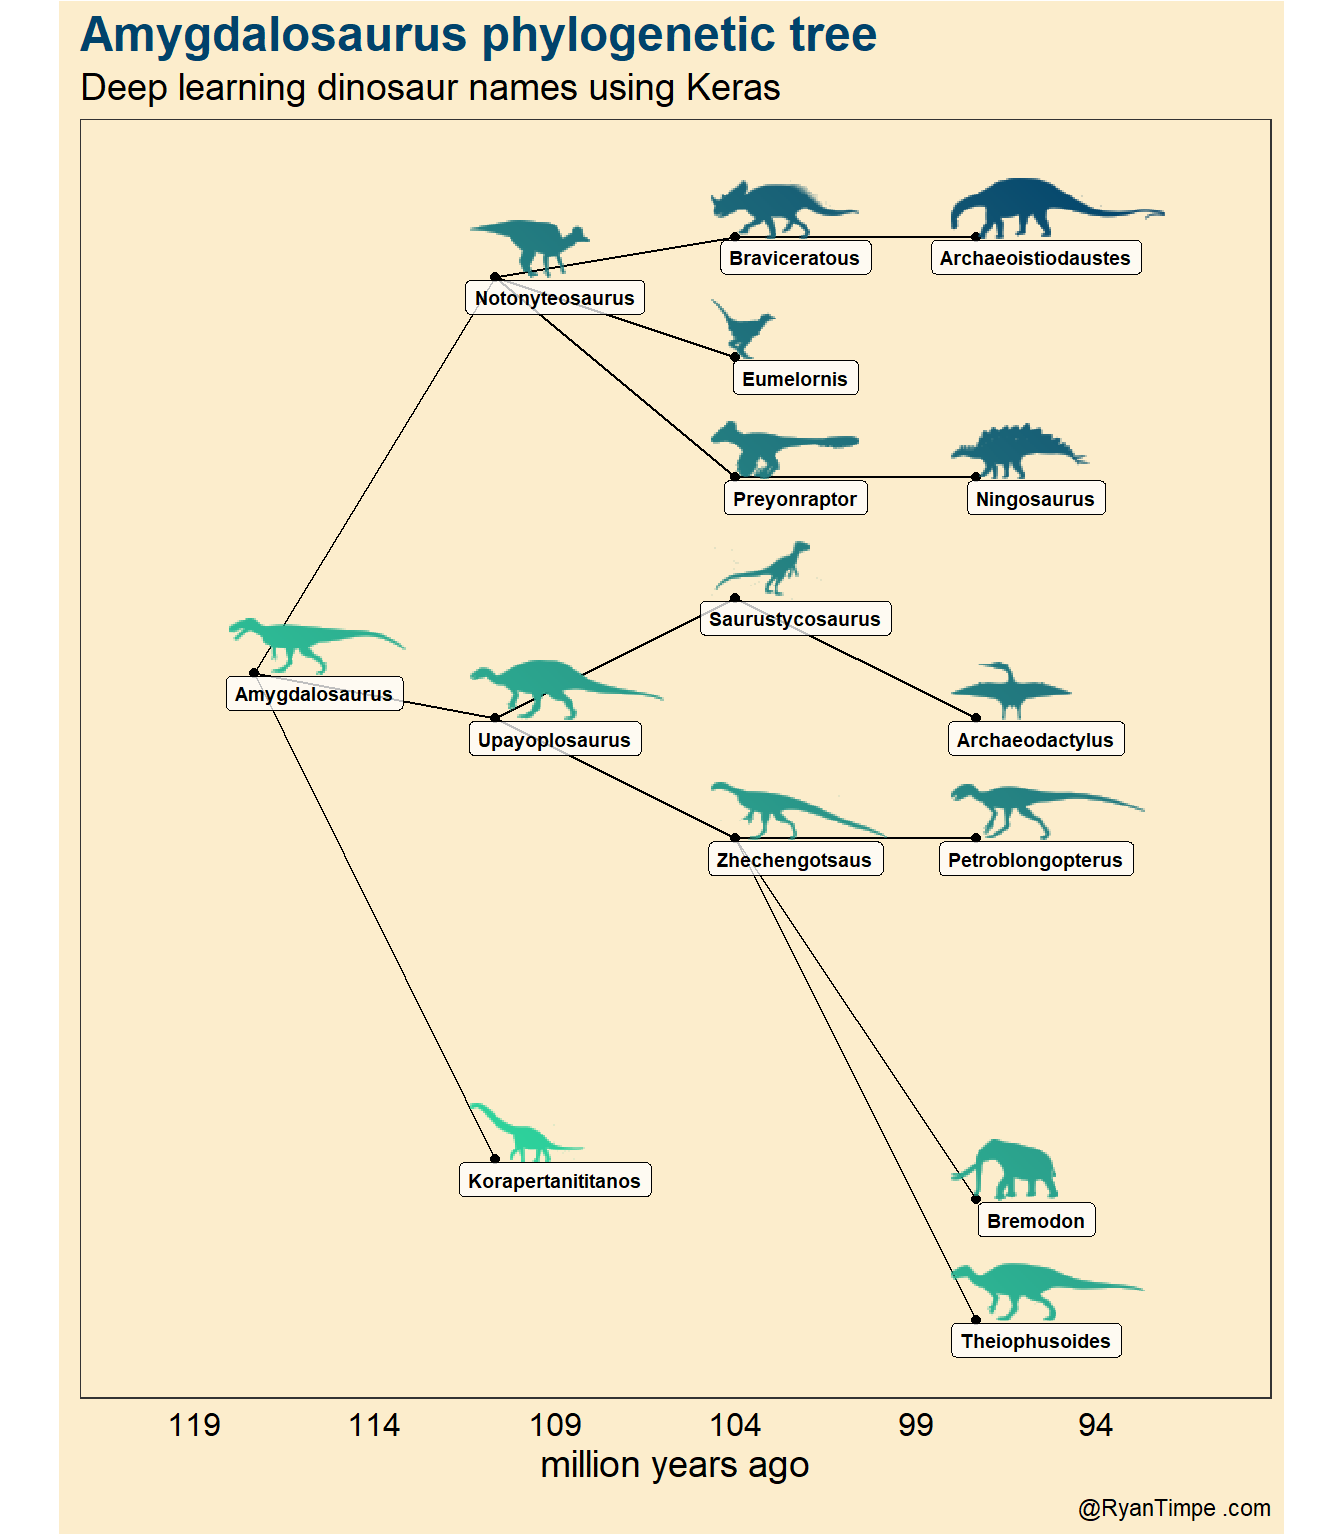 Amygdalosaurus phylogenetic tree
Deep learning dinosaur names using Keras
Braviceratous
Archaeoistiodaustes
Notonyteosaurus
Eumelornis
Preyonraptor
Ningosaurus
Saurustycosaurus
Amygdalosaurus
Upayoplosaurus
Archaeodactylus
Zhechengotsaus
Petroblongopterus
Korapertanititanos
Bremodon
Theiophusoides
119 114 109 104 99 94
million years ago
@RyanTimpe .com